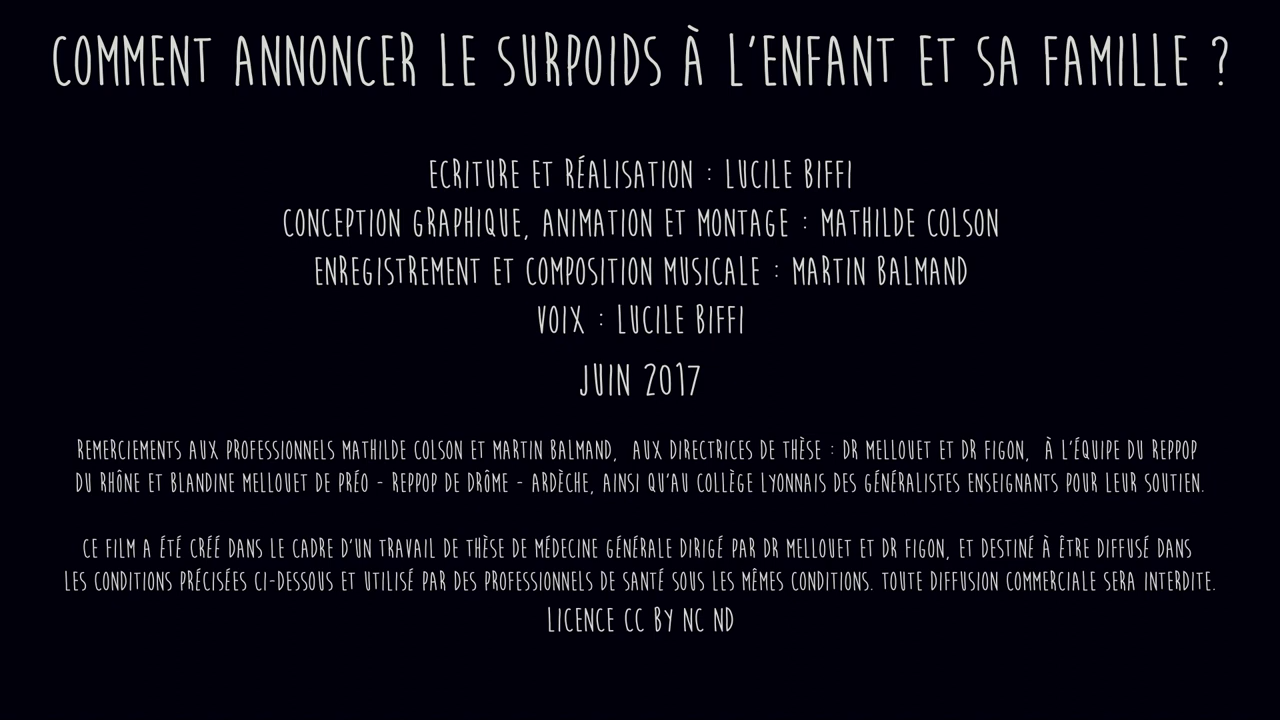 COMMENT ANNONCER LE SURPOIDS À L'ENFANT ET SA FAMILLE ?
ECRITURE ET RÉALISATION : LUCILE BIFFI
CONCEPTION GRAPHIQUE, ANIMATION ET MONTAGE : MATHILDE COLSON
ENREGISTREMENT ET COMPOSITION MUSICALE : MARTIN BALMAND
VOIX : LUCILE BIFFI
JUIN 2017
REMERCIEMENTS AUX PROFESSIONNELS MATHILDE COLSON ET MARTIN BALMAND, AUX DIRECTRICES DE THÈSE : DR MELLOUET ET DR FIGON, À L'ÉQUIPE DU REPPOP
DU RHÔNE ET BLANDINE MELLOUET DE PRÉO - REPPOP DE DRÔME - ARDÈCHE, AINSI QU'AU COLLÈGE LYONNAIS DES GÉNÉRALISTES ENSEIGNANTS POUR LEUR SOUTIEN.
CE FILM A ÉTÉ CRÉÉ DANS LE CADRE D'UN TRAVAIL DE THÈSE DE MÉDECINE GÉNÉRALE DIRIGÉ PAR DR MELLOUET ET DR FIGON, ET DESTINÉ À ÊTRE DIFFUSÉ DANS
LES CONDITIONS PRÉCISÉES CI-DESSOUS ET UTILISÉ PAR DES PROFESSIONNELS DE SANTÉ SOUS LES MÊMES CONDITIONS. TOUTE DIFFUSION COMMERCIALE SERA INTERDITE.
LICENCE CC BY NC ND